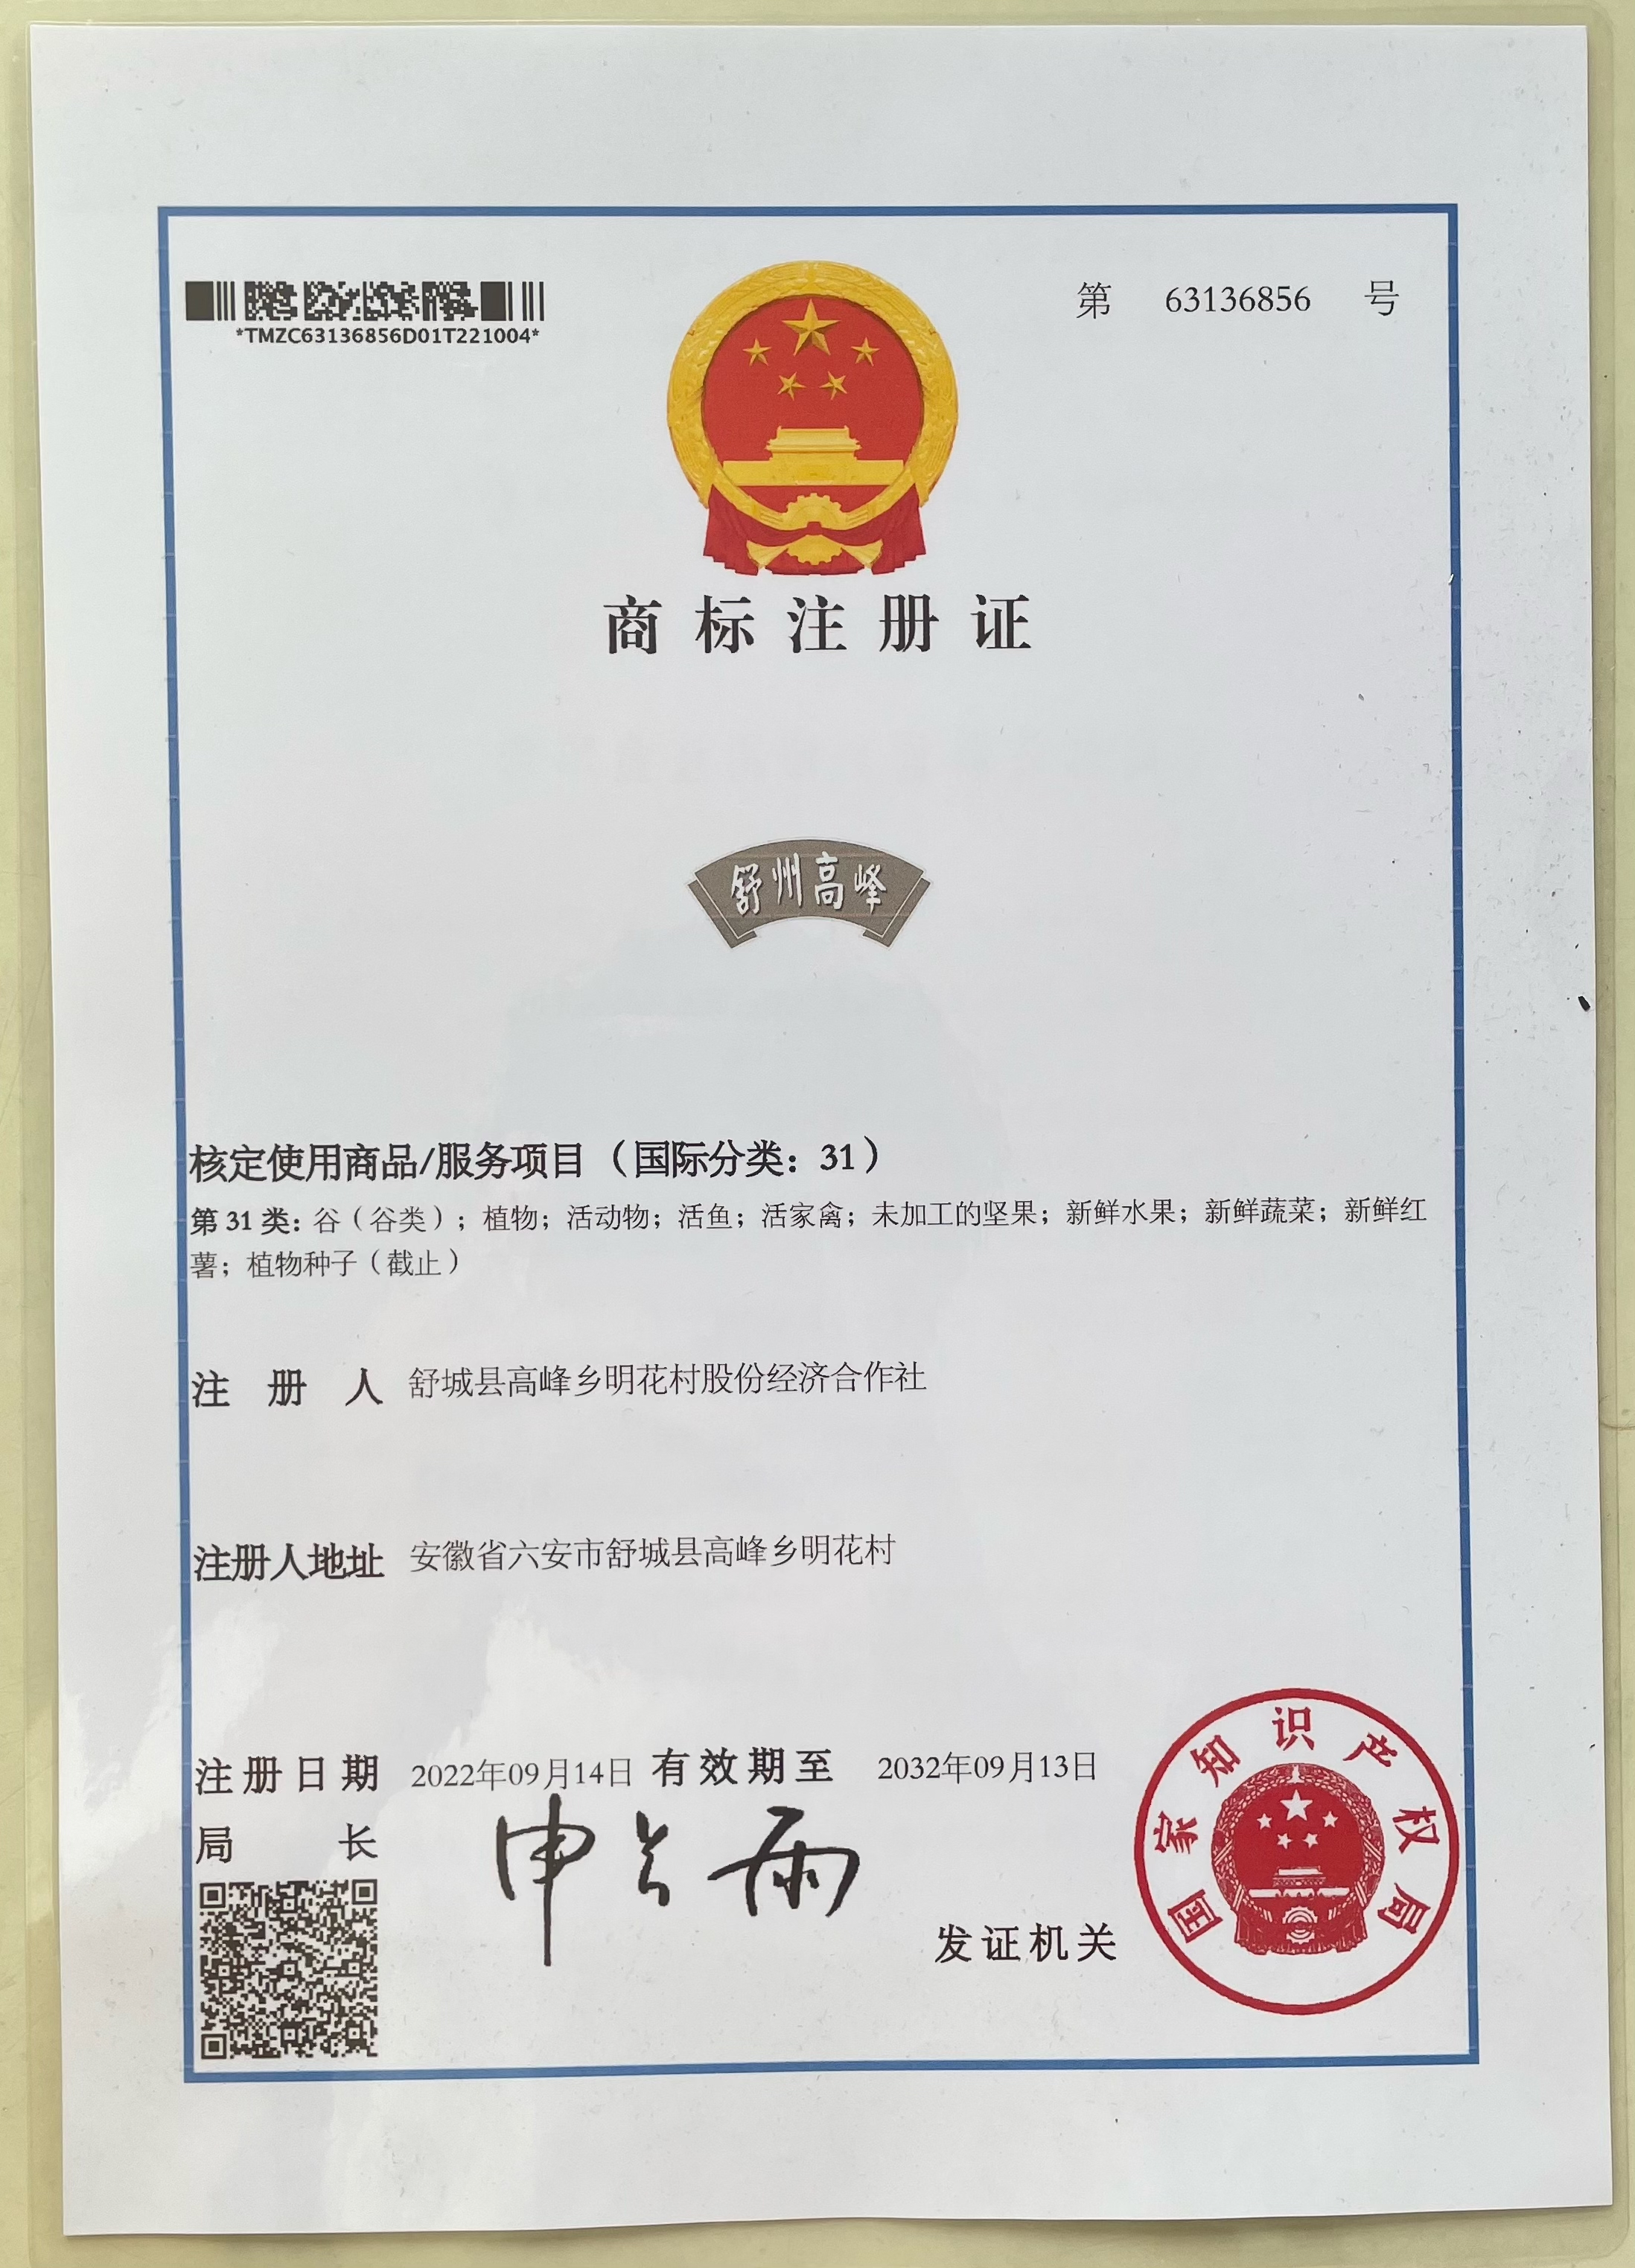 第 63136856 号
*TMZC63136856D01T221004*
商标注册证
舒州高峰
核定使用商品/服务项目（国际分类：31）
第 31 类：谷（谷类）；植物；活动物；活鱼；活家禽；未加工的坚果；新鲜水果；新鲜蔬菜；新鲜红
薯；植物种子（截止）
注册人 舒城县高峰乡明花村股份经济合作社
注册人地址 安徽省六安市舒城县高峰乡明花村
注册日期 2022年09月14日 有效期至 2032年09月13日
局长 申长雨
发证机关
国家知识产权局